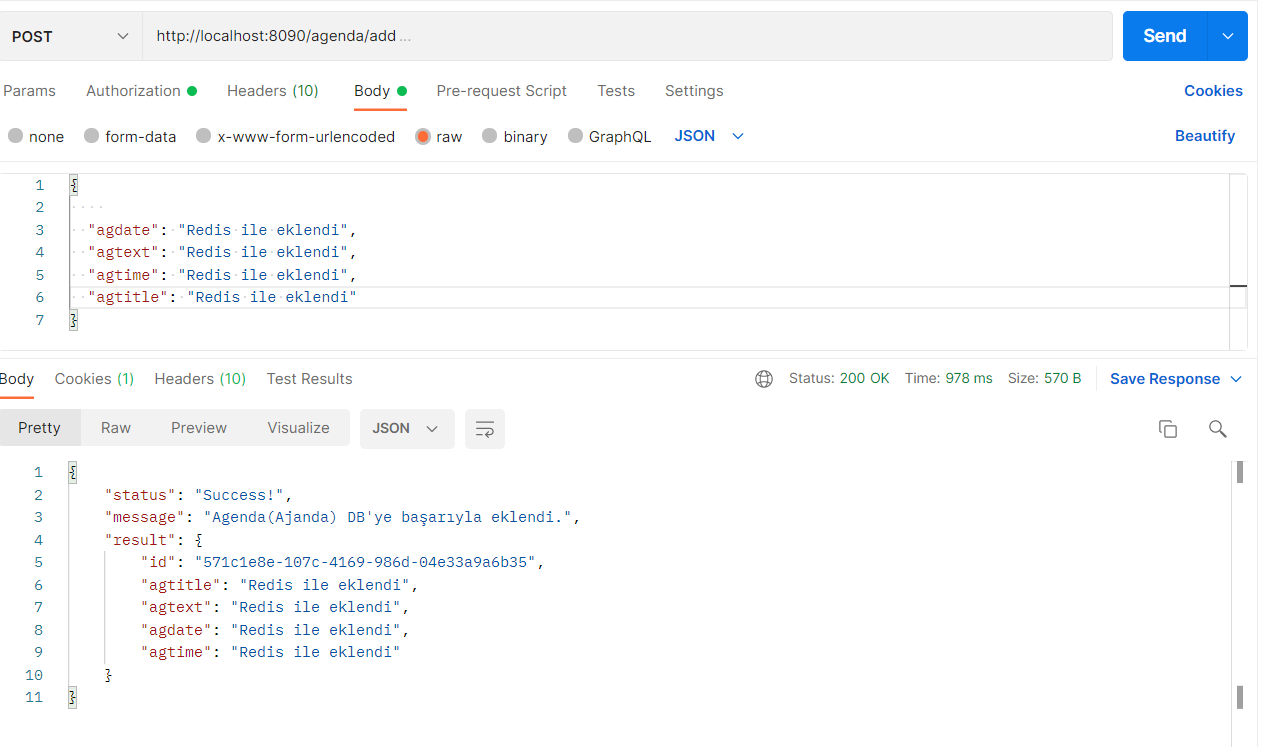 POST http://localhost:8090/agenda/add ... Send
Params Authorization Headers (10) Body Pre-request Script Tests Settings Cookies
none form-data x-www-form-urlencoded raw binary GraphQL JSON Beautify
1 {
2
3 "agdate": "Redis ile eklendi",
4 "agtext": "Redis ile eklendi",
5 "agtime": "Redis ile eklendi",
6 "agtitle": "Redis ile eklendi"
7 }
Body Cookies (1) Headers (10) Test Results Status: 200 OK Time: 978 ms Size: 570 B Save Response
Pretty Raw Preview Visualize JSON
1 {
2 "status": "Success!",
3 "message": "Agenda(Ajanda) DB'ye başarıyla eklendi.",
4 "result": {
5 "id": "571c1e8e-107c-4169-986d-04e33a9a6b35",
6 "agtitle": "Redis ile eklendi",
7 "agtext": "Redis ile eklendi",
8 "agdate": "Redis ile eklendi",
9 "agtime": "Redis ile eklendi"
10 }
11 }